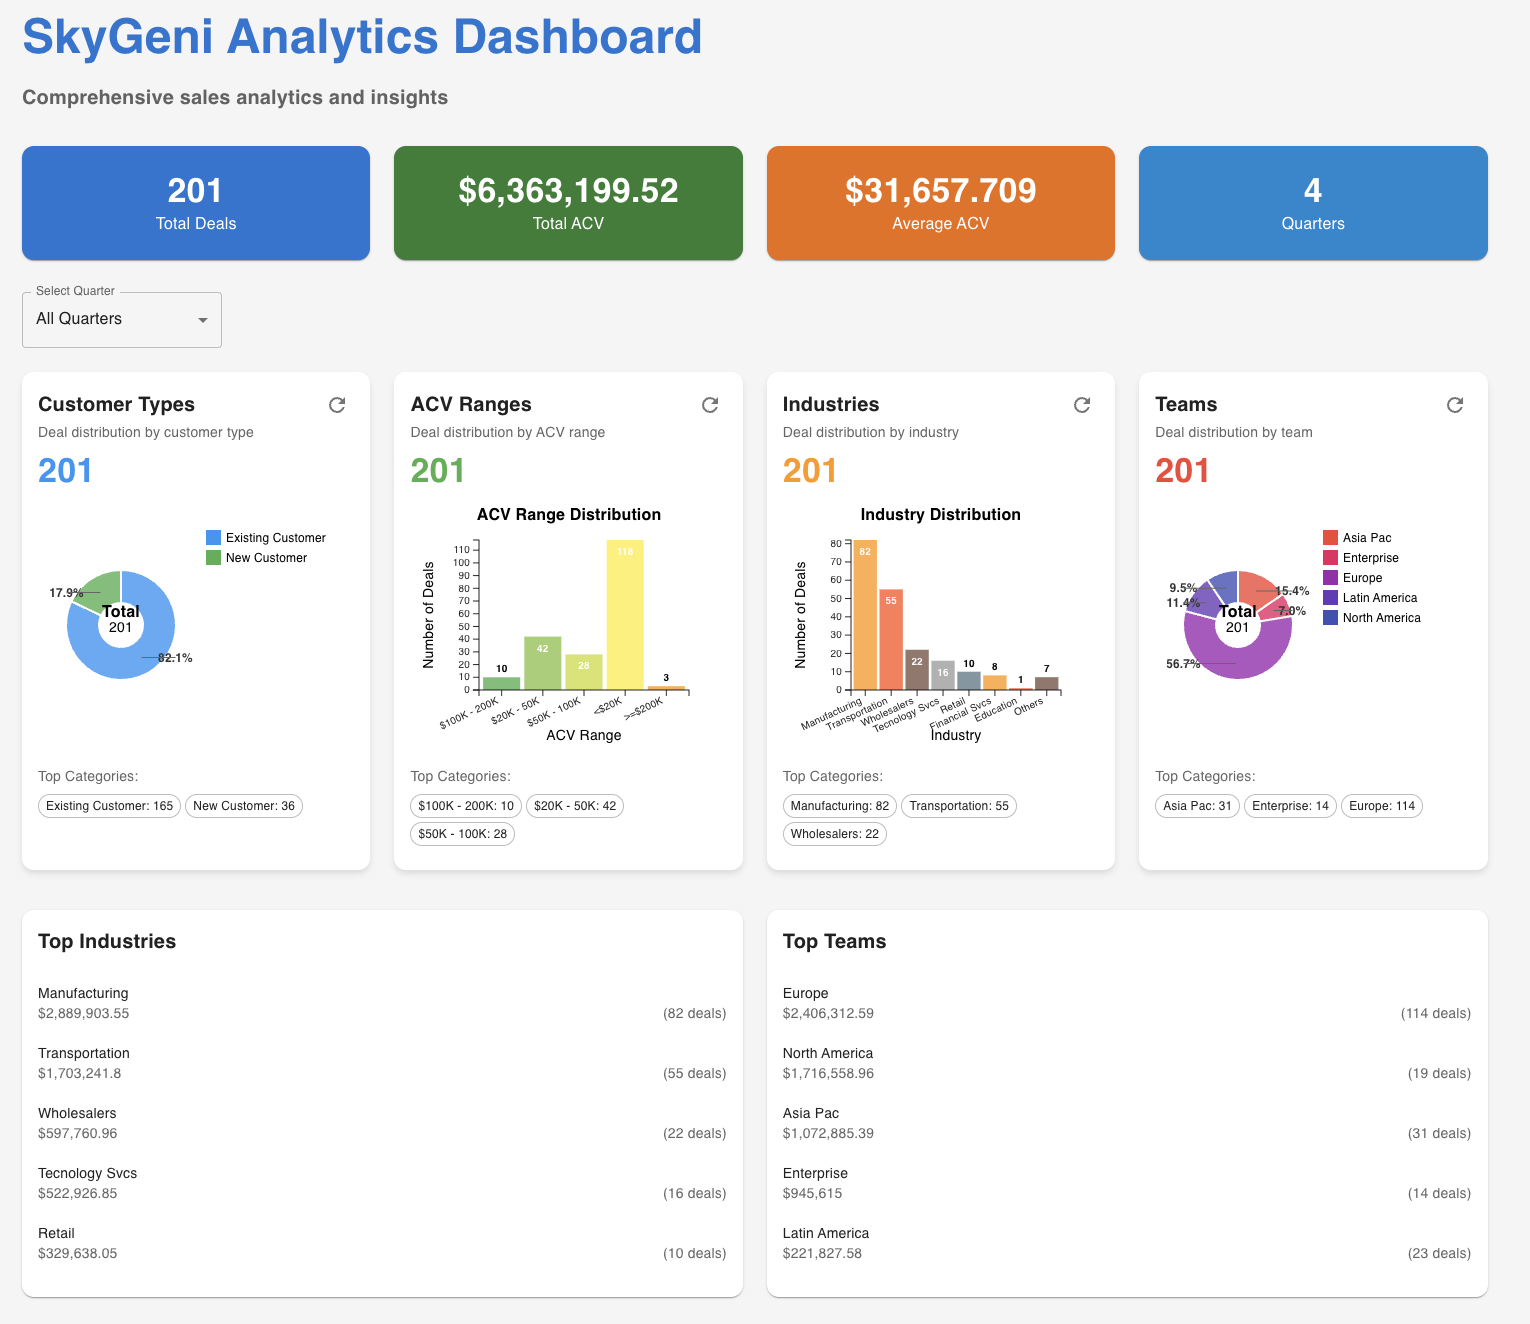 SkyGeni Analytics Dashboard
Comprehensive sales analytics and insights
201
Total Deals
$6,363,199.52
Total ACV
$31,657.709
Average ACV
4
Quarters
Select Quarter
All Quarters
Customer Types
Deal distribution by customer type
201
Existing Customer
New Customer
17.9%
Total
201
82.1%
Top Categories:
Existing Customer: 165
New Customer: 36
ACV Ranges
Deal distribution by ACV range
201
ACV Range Distribution
Number of Deals
110
100
90
80
70
60
50
40
30
20
10
0
10
42
28
118
3
$100K - 200K
$20K - 50K
$50K - 100K
<$20K
>=$200K
ACV Range
Top Categories:
$100K - 200K: 10
$20K - 50K: 42
$50K - 100K: 28
Industries
Deal distribution by industry
201
Industry Distribution
Number of Deals
80
70
60
50
40
30
20
10
0
82
55
22
16
10
8
1
7
Manufacturing
Transportation
Wholesalers
Tecnology Svcs
Retail
Financial Svcs
Education
Others
Industry
Top Categories:
Manufacturing: 82
Transportation: 55
Wholesalers: 22
Teams
Deal distribution by team
201
Asia Pac
Enterprise
Europe
Latin America
North America
9.5%
15.4%
11.4%
7.0%
Total
201
56.7%
Top Categories:
Asia Pac: 31
Enterprise: 14
Europe: 114
Top Industries
Manufacturing
$2,889,903.55 (82 deals)
Transportation
$1,703,241.8 (55 deals)
Wholesalers
$597,760.96 (22 deals)
Tecnology Svcs
$522,926.85 (16 deals)
Retail
$329,638.05 (10 deals)
Top Teams
Europe
$2,406,312.59 (114 deals)
North America
$1,716,558.96 (19 deals)
Asia Pac
$1,072,885.39 (31 deals)
Enterprise
$945,615 (14 deals)
Latin America
$221,827.58 (23 deals)